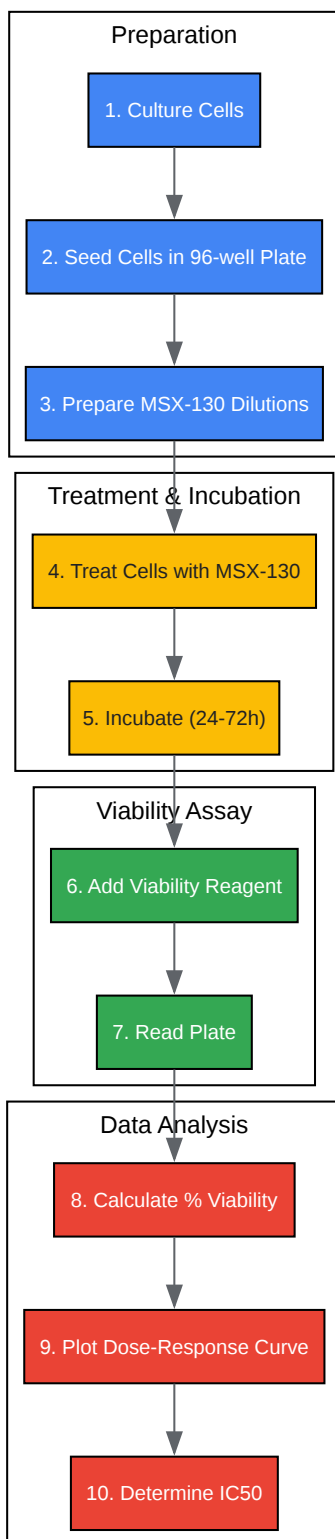 Preparation
1. Culture Cells
2. Seed Cells in 96-well Plate
3. Prepare MSX-130 Dilutions
Treatment & Incubation
4. Treat Cells with MSX-130
5. Incubate (24-72h)
Viability Assay
6. Add Viability Reagent
7. Read Plate
Data Analysis
8. Calculate % Viability
9. Plot Dose-Response Curve
10. Determine IC50